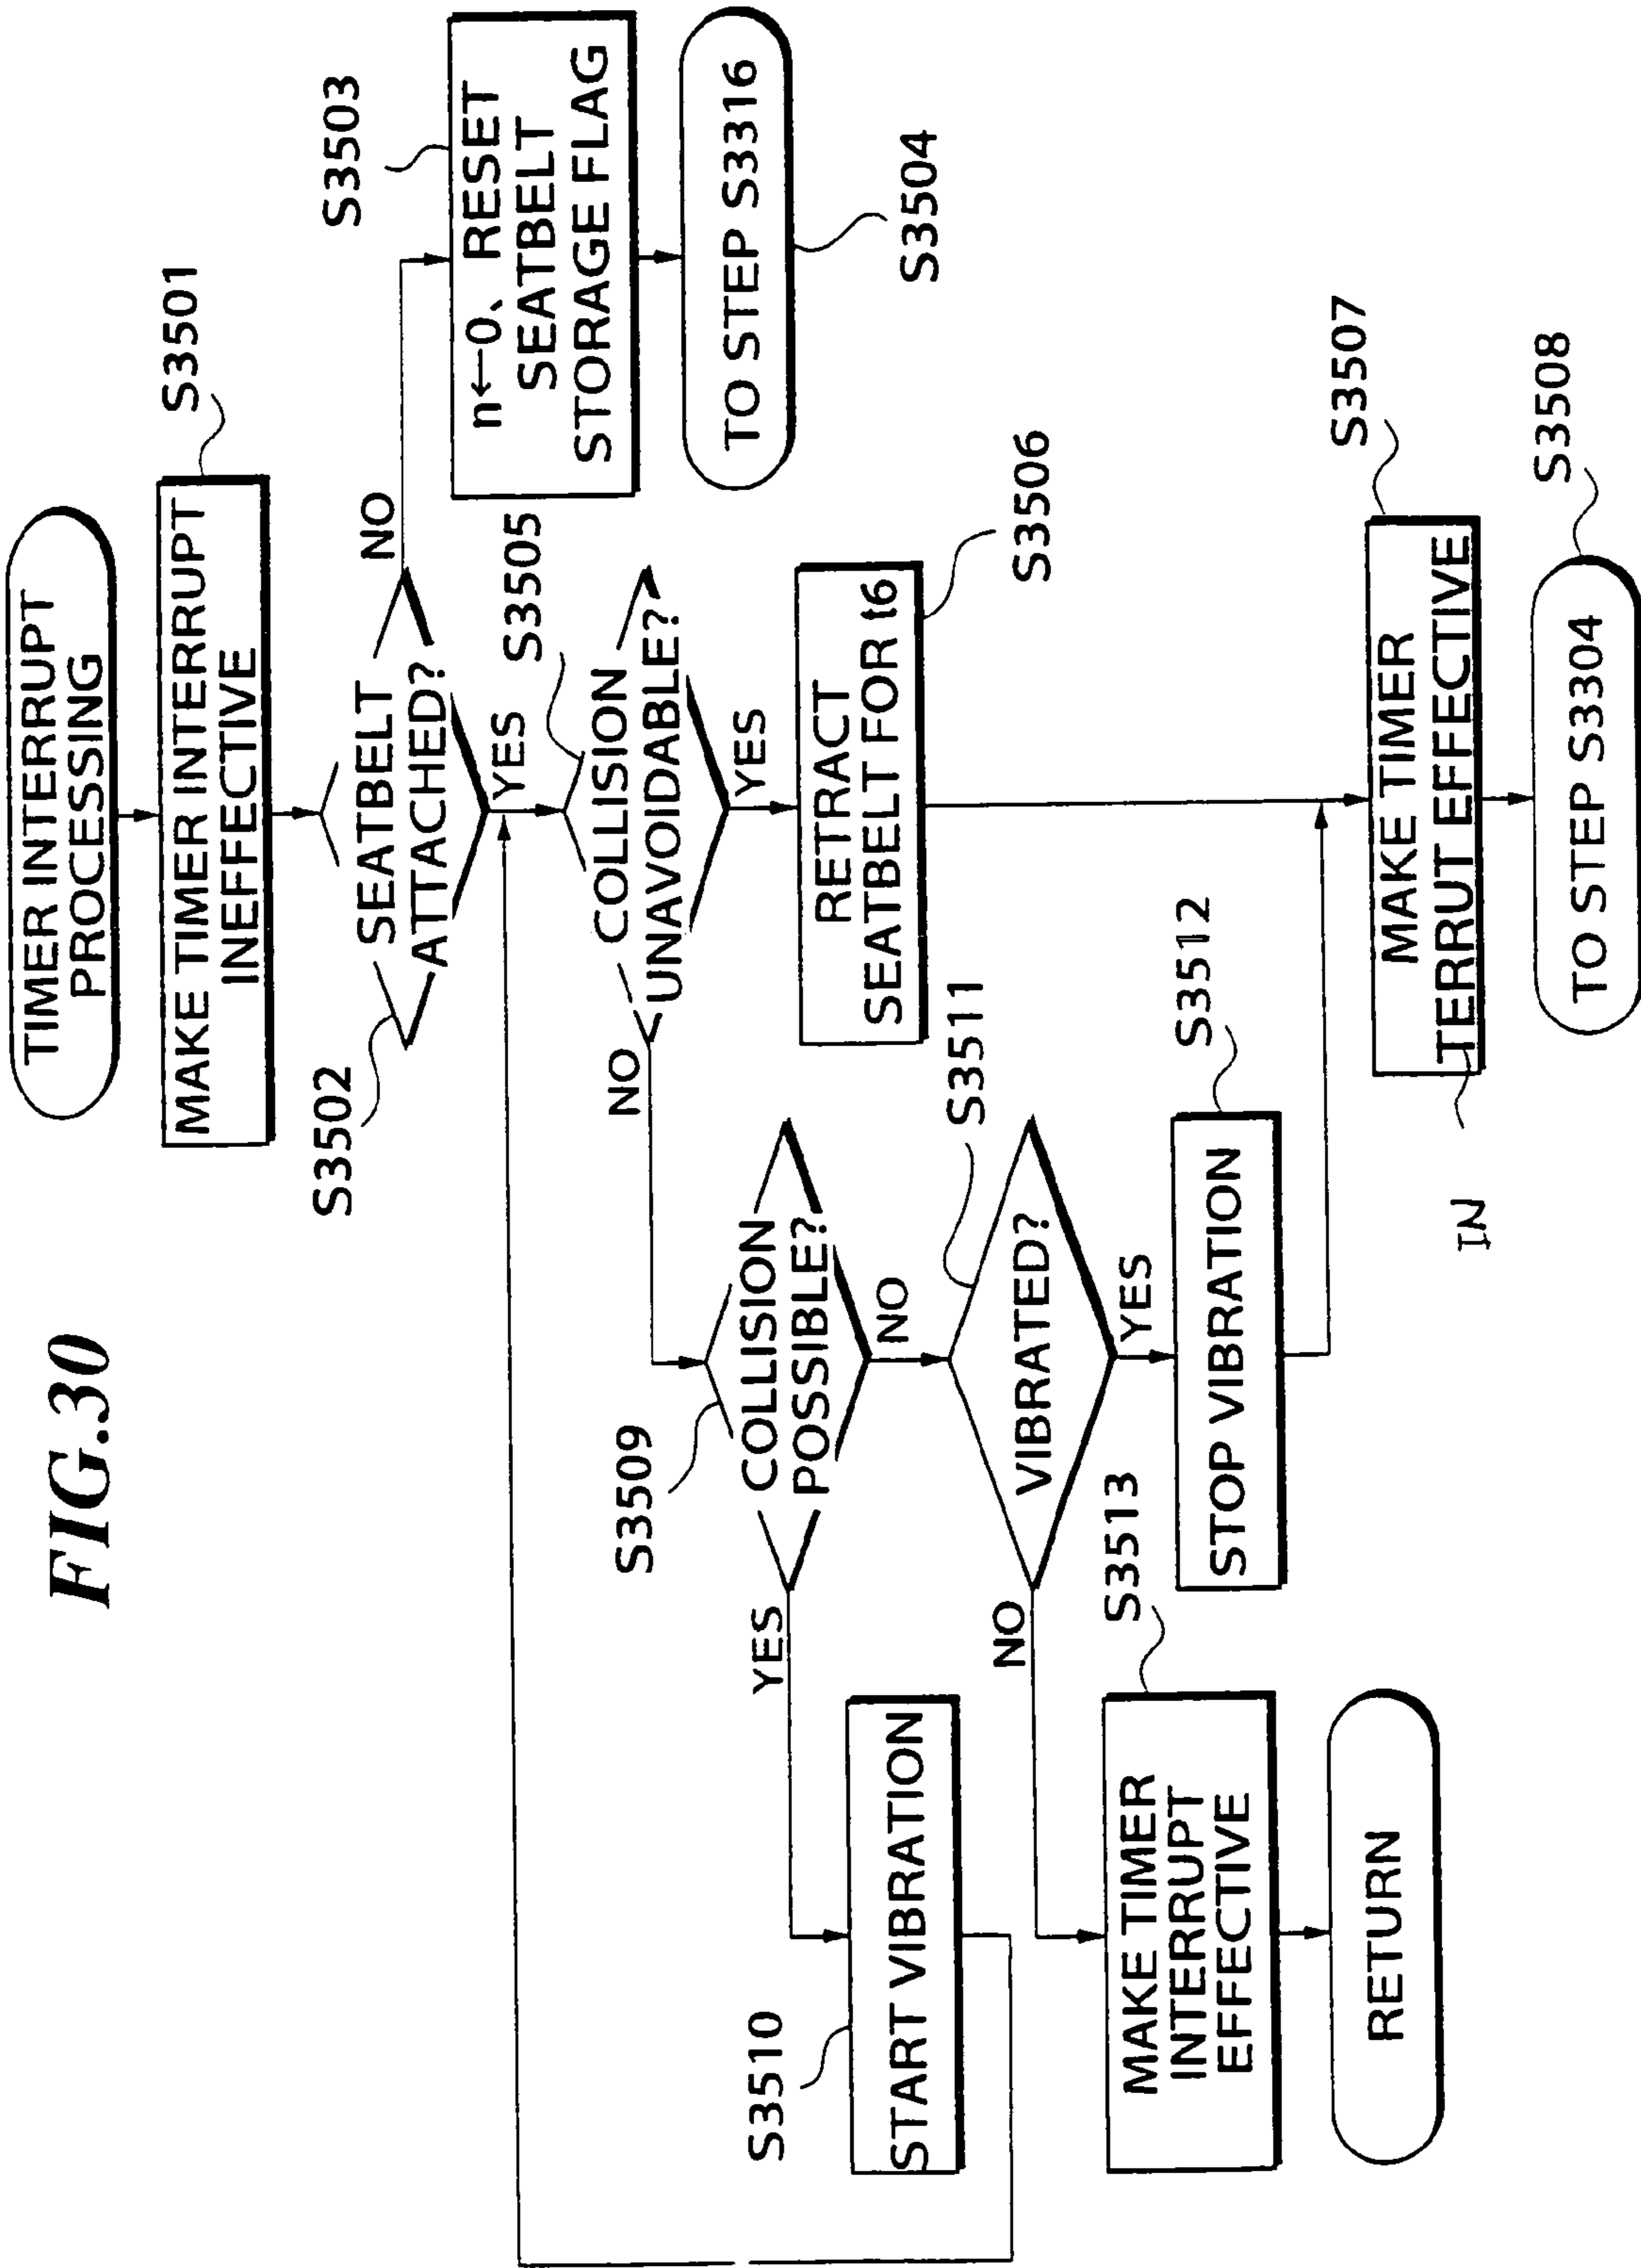 FIG.30
TIMER INTERRUPT
PROCESSING
S3501
MAKE TIMER INTERRUPT
INEFFECTIVE
S3502
SEATBELT
ATTACHED?
NO
YES
S3503
n←0、RESET
SEATBELT
STORAGE FLAG
TO STEP S3316
S3504
S3505
COLLISION
UNAVOIDABLE?
NO
YES
S3506
RETRACT
SEATBELT FOR t6
S3509
COLLISION
POSSIBLE?
YES
NO
S3510
START VIBRATION
S3511
VIBRATED?
NO
YES
S3512
STOP VIBRATION
S3513
MAKE TIMER
INTERRUPT
EFFECTIVE
RETURN
S3507
MAKE TIMER
TERRUT EFFECTIVE
IN
S3508
TO STEP S3304